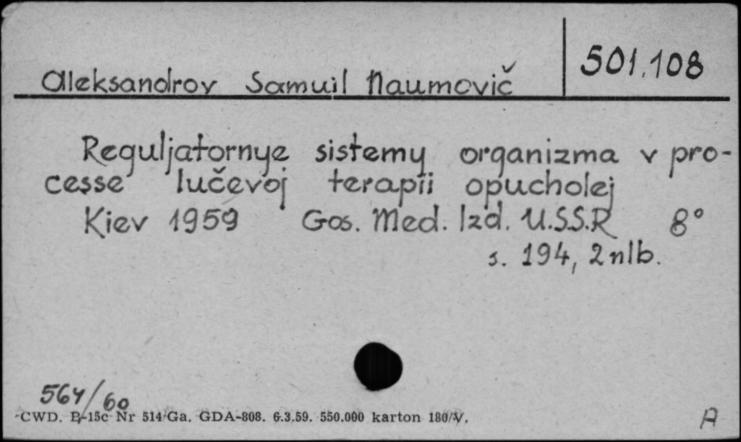 501.108
Aleksandrov Samuil Naumovič
Reguljatornye sistemy organizma v pro-
cesse lučevoj terapii opucholej
Kiev 1959 Gos. Med. Izd. U.S.S.R 8°
s. 194, 2 nlb.
564/60
CWD. B-15c Nr 514/Ga. GDA-808. 6.3.59. 550.000 karton 180/V.
A